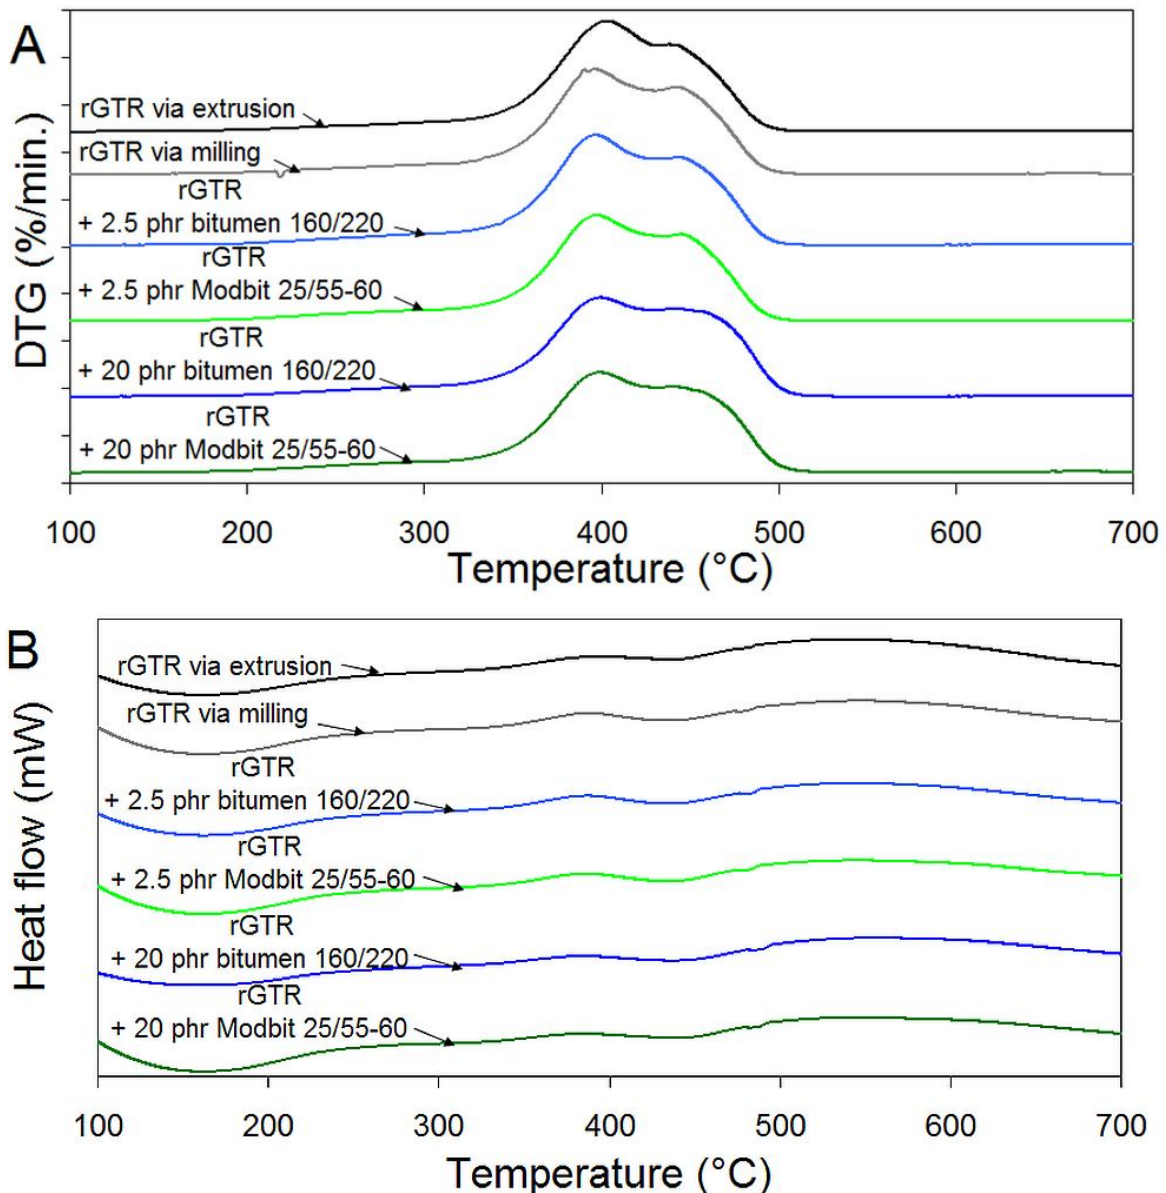 A
DTG (%/min.)
rGTR via extrusion
rGTR via milling
rGTR
+ 2.5 phr bitumen 160/220
rGTR
+ 2.5 phr Modbit 25/55-60
rGTR
+ 20 phr bitumen 160/220
rGTR
+ 20 phr Modbit 25/55-60
100 200 300 400 500 600 700
Temperature (°C)
B
Heat flow (mW)
rGTR via extrusion
rGTR via milling
rGTR
+ 2.5 phr bitumen 160/220
rGTR
+ 2.5 phr Modbit 25/55-60
rGTR
+ 20 phr bitumen 160/220
rGTR
+ 20 phr Modbit 25/55-60
100 200 300 400 500 600 700
Temperature (°C)